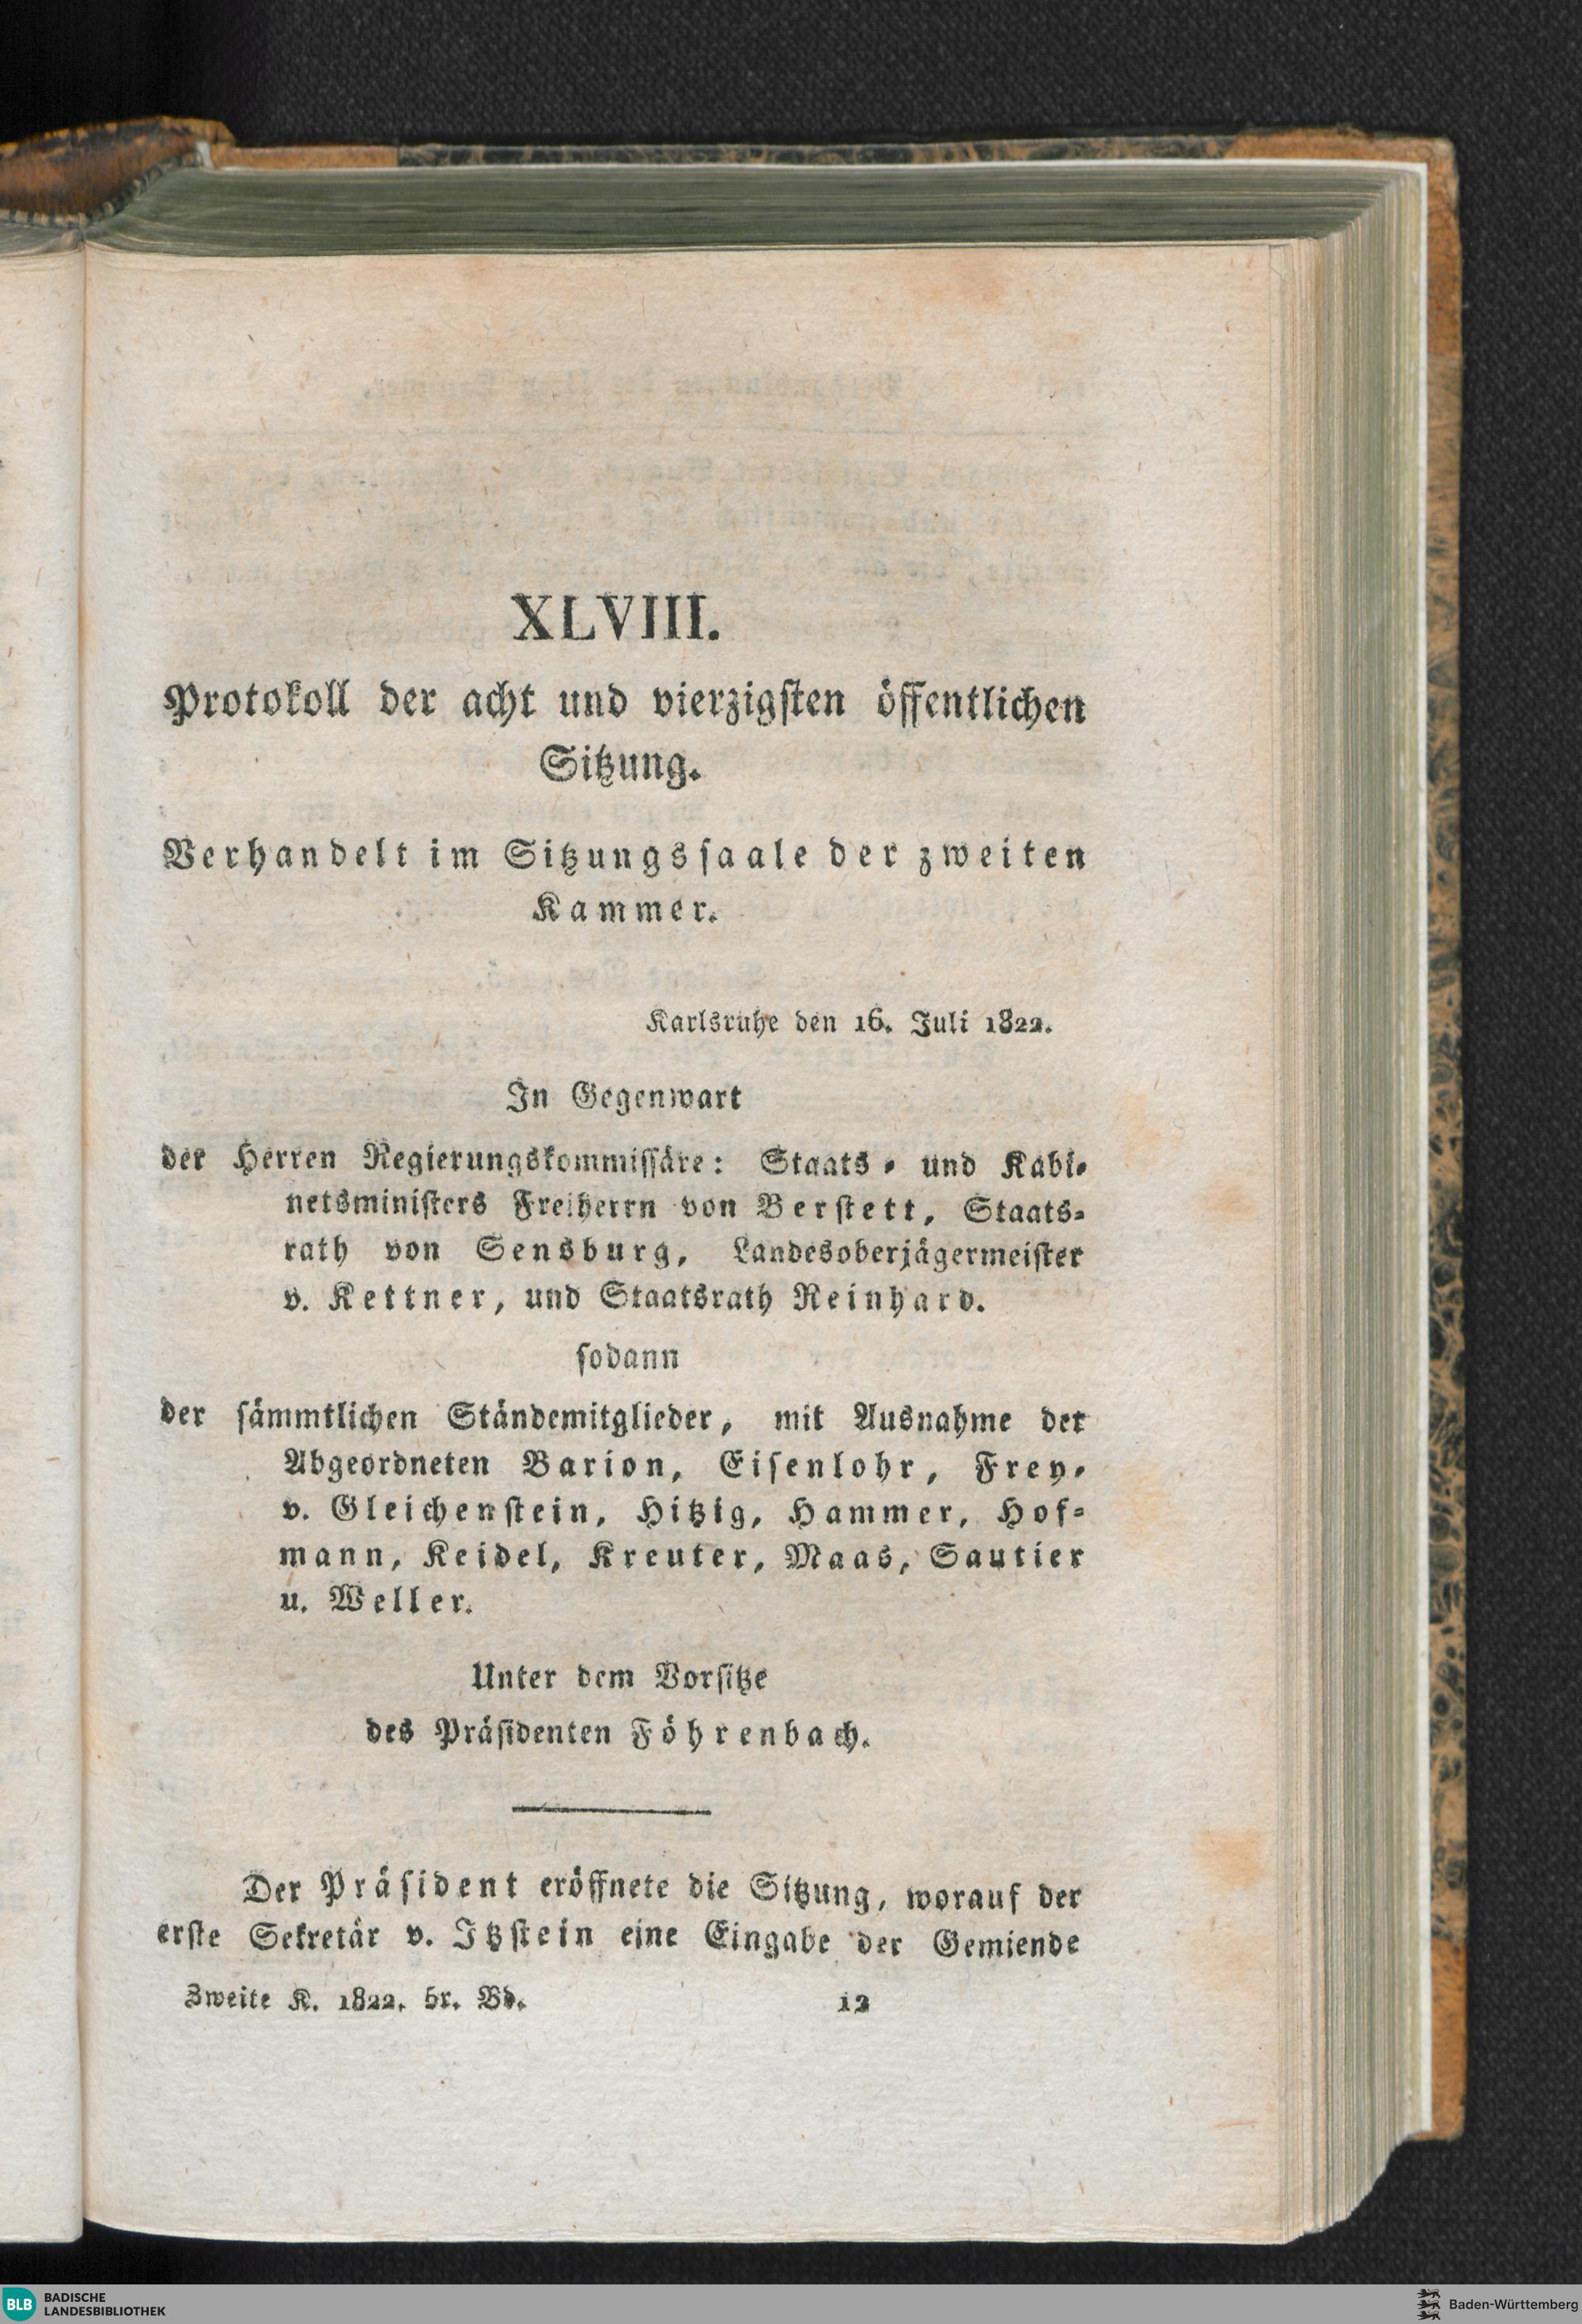 XLVIII.
Protokoll der acht und vierzigsten öffentlichen
Sitzung.
Verhandelt im Sitzungssaale der zweiten
Kammer.
Karlsruhe den 16. Juli 1822.
In Gegenwart
der Herren Regierungskommissäre: Staats- und Kabi-
netsministers Freiherrn von Berstett, Staats-
rath von Sensburg, Landesoberjägermeister
v. Kettner, und Staatsrath Reinhard.
sodann
der sämmtlichen Ständemitglieder, mit Ausnahme der
Abgeordneten Barion, Eisenlohr, Frey,
v. Gleichenstein, Hitzig, Hammer, Hof-
mann, Keidel, Kreuter, Maas, Sautier
u. Weller.
Unter dem Vorsitze
des Präsidenten Föhrenbach.
Der Präsident eröffnete die Sitzung, worauf der
erste Sekretär v. Itzstein eine Eingabe der Gemiende
Zweite K. 1822. 5r. Bd. 12
BLB BADISCHE
LANDESBIBLIOTHEK
Baden-Württemberg